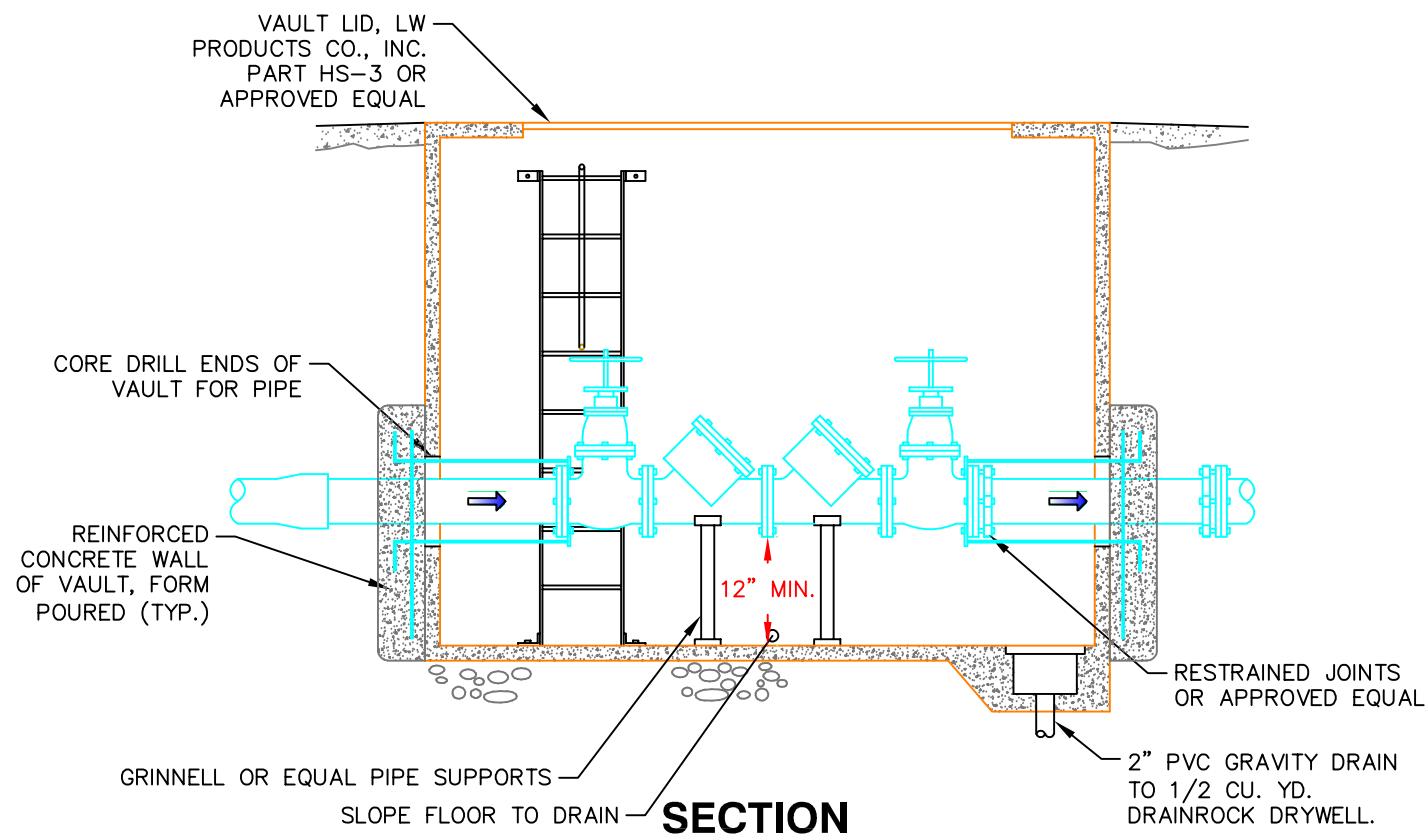 VAULT LID, LW
PRODUCTS CO., INC.
PART HS-3 OR
APPROVED EQUAL
CORE DRILL ENDS OF
VAULT FOR PIPE
REINFORCED
CONCRETE WALL
OF VAULT, FORM
POURED (TYP.)
12" MIN.
RESTRAINED JOINTS
OR APPROVED EQUAL
GRINNELL OR EQUAL PIPE SUPPORTS
SLOPE FLOOR TO DRAIN
2" PVC GRAVITY DRAIN
TO 1/2 CU. YD.
DRAINROCK DRYWELL.
SECTION